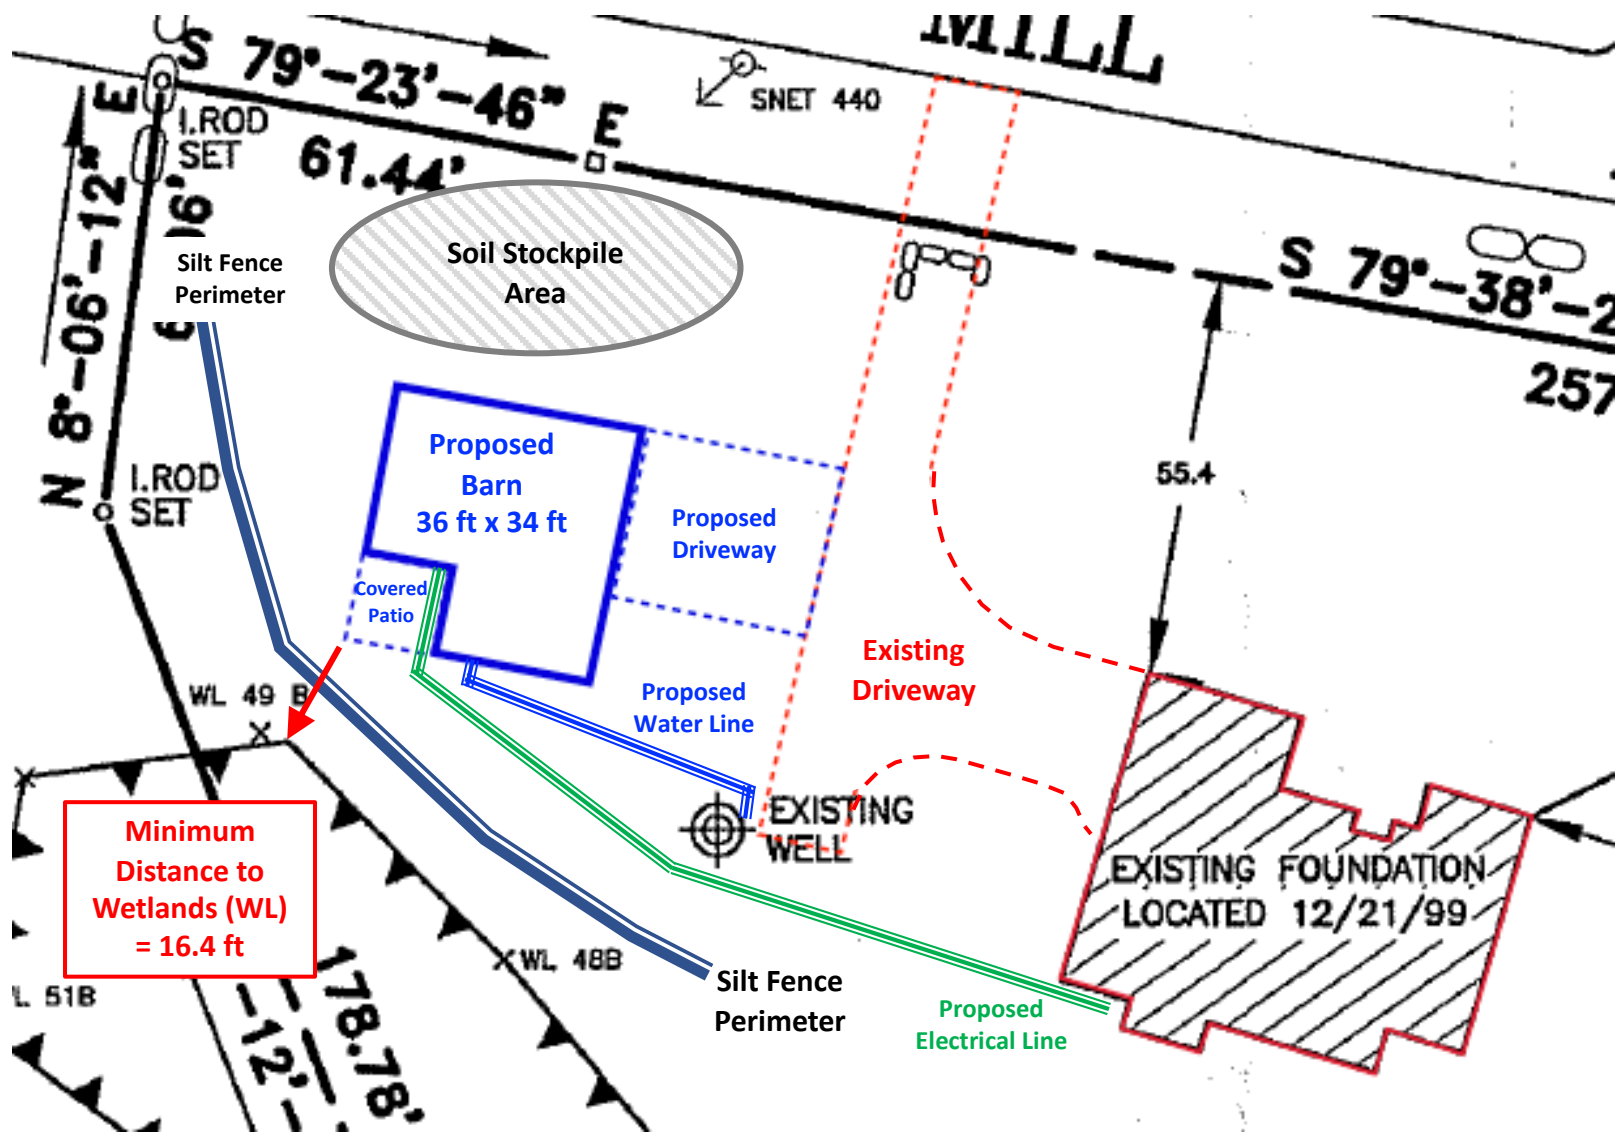 MILL
S 79°-23'-46" E
SNET 440
I.ROD
SET
61.44'
N 8°-06'-12" E
Silt Fence
Perimeter
Soil Stockpile
Area
S 79°-38'-2
257
55.4
Proposed
Barn
36 ft x 34 ft
I.ROD
SET
Proposed
Driveway
Covered
Patio
Existing
Driveway
WL 49 B
Proposed
Water Line
EXISTING
WELL
Minimum
Distance to
Wetlands (WL)
= 16.4 ft
EXISTING FOUNDATION
LOCATED 12/21/99
WL 48B
L 51B
178.78'
-12'-
Silt Fence
Perimeter
Proposed
Electrical Line